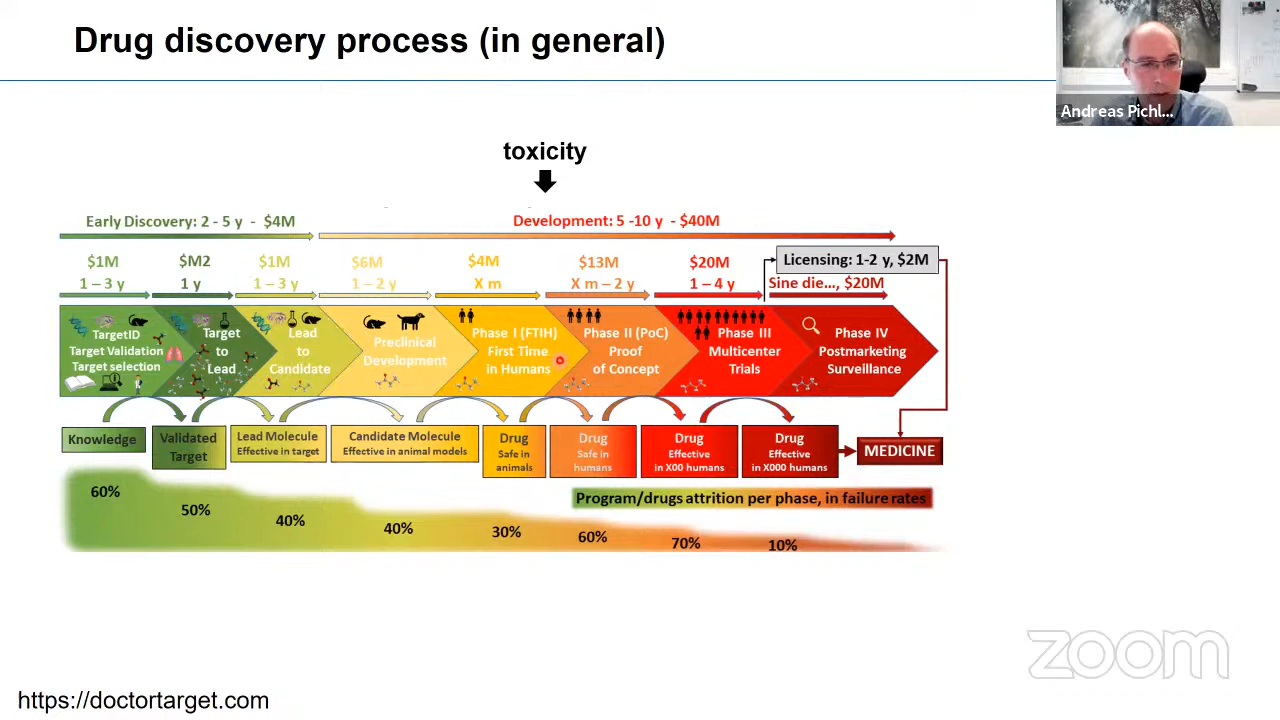 Drug discovery process (in general)
Andreas Pichl...
toxicity
Early Discovery: 2 - 5 y - $4M
Development: 5 -10 y - $40M
$1M
1 – 3 y
$M2
1 y
$1M
1 – 3 y
$6M
1 – 2 y
$4M
X m
$13M
X m – 2 y
$20M
1 – 4 y
Licensing: 1-2 y, $2M
Sine die..., $20M
TargetID
Target Validation
Target selection
Target
to
Lead
Lead
to
Candidate
Preclinical
Development
Phase I (FTIH)
First Time
in Humans
Phase II (PoC)
Proof
of Concept
Phase III
Multicenter
Trials
Phase IV
Postmarketing
Surveillance
Knowledge
Validated
Target
Lead Molecule
Effective in target
Candidate Molecule
Effective in animal models
Drug
Safe in
animals
Drug
Safe in
humans
Drug
Effective
in X00 humans
Drug
Effective
in X000 humans
MEDICINE
Program/drugs attrition per phase, in failure rates
60%
50%
40%
40%
30%
60%
70%
10%
zoom
https://doctortarget.com